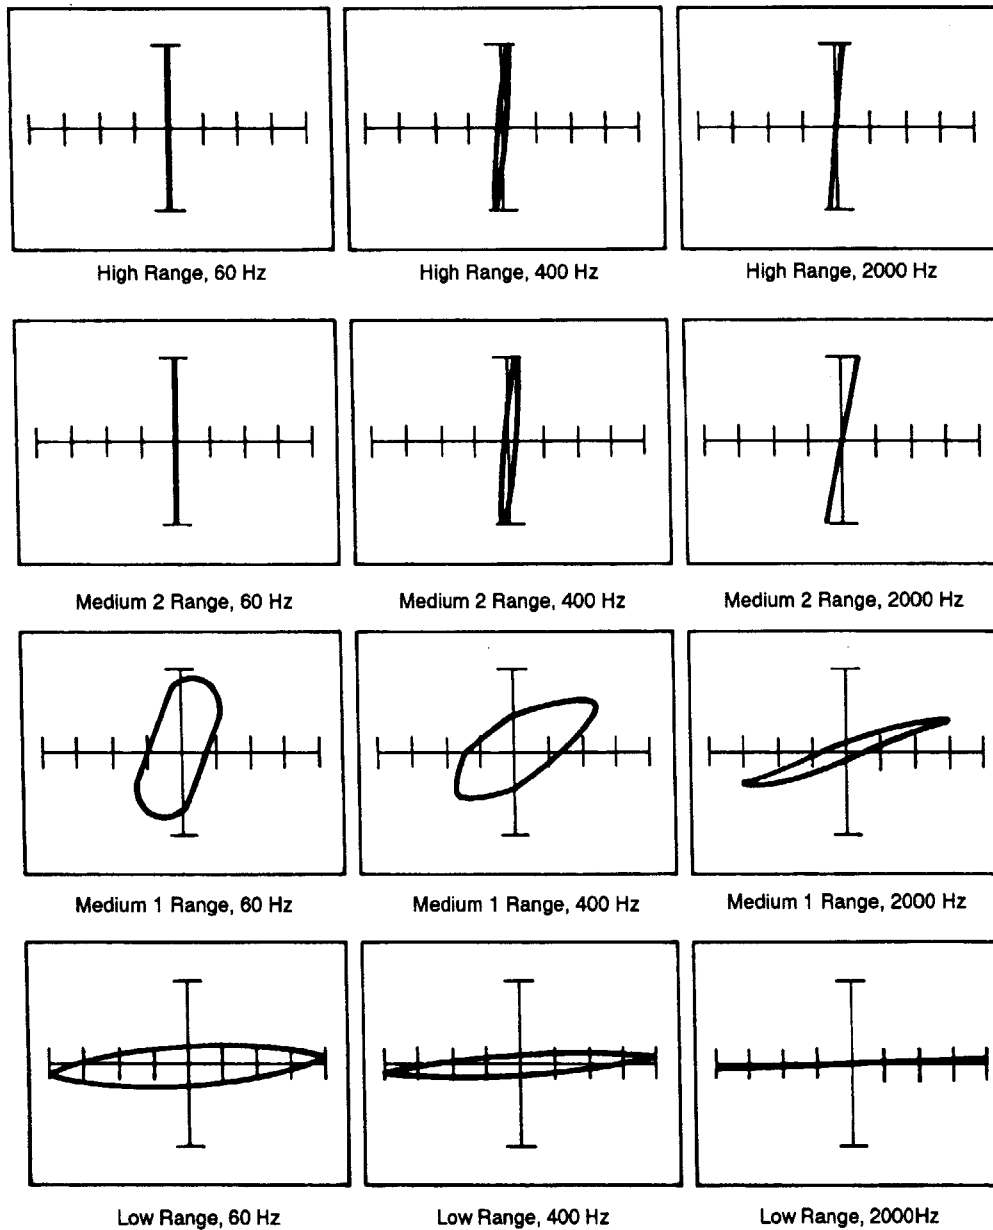 High Range, 60 Hz
High Range, 400 Hz
High Range, 2000 Hz
Medium 2 Range, 60 Hz
Medium 2 Range, 400 Hz
Medium 2 Range, 2000 Hz
Medium 1 Range, 60 Hz
Medium 1 Range, 400 Hz
Medium 1 Range, 2000 Hz
Low Range, 60 Hz
Low Range, 400 Hz
Low Range, 2000Hz